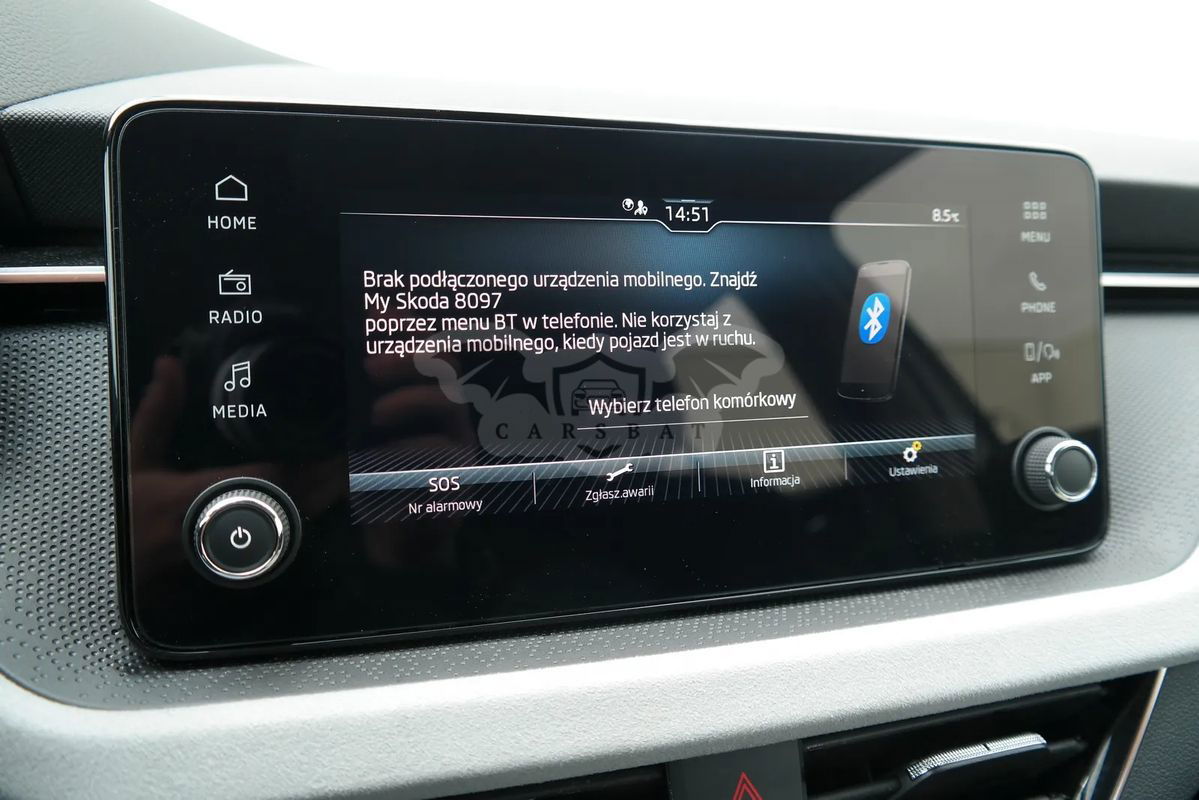 HOME
RADIO
MEDIA
14:51
8.5°C
Brak podłączonego urządzenia mobilnego. Znajdź
My Skoda 8097
poprzez menu BT w telefonie. Nie korzystaj z
urządzenia mobilnego, kiedy pojazd jest w ruchu.
Wybierz telefon komórkowy
CARSBAT
SOS
Nr alarmowy
Zgłasz.awarii
Informacja
Ustawienia
MENU
PHONE
APP